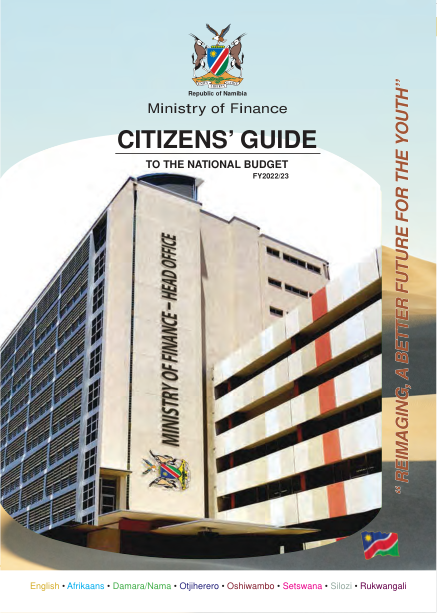 Republic of Namibia
Ministry of Finance
CITIZENS' GUIDE
TO THE NATIONAL BUDGET
FY2022/23
“ REIMAGING, A BETTER FUTURE FOR THE YOUTH”
MINISTRY OF FINANCE – HEAD OFFICE
English • Afrikaans • Damara/Nama • Otjiherero • Oshiwambo • Setswana • Silozi • Rukwangali